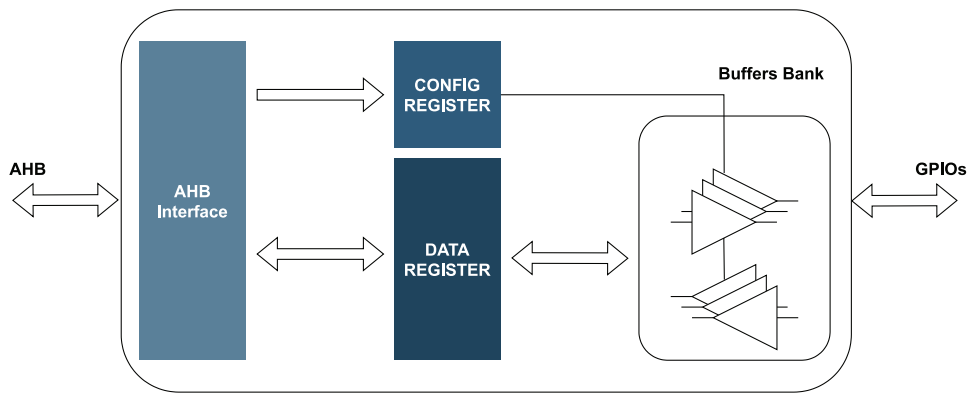 AHB
AHB
Interface
CONFIG
REGISTER
DATA
REGISTER
Buffers Bank
GPIOs